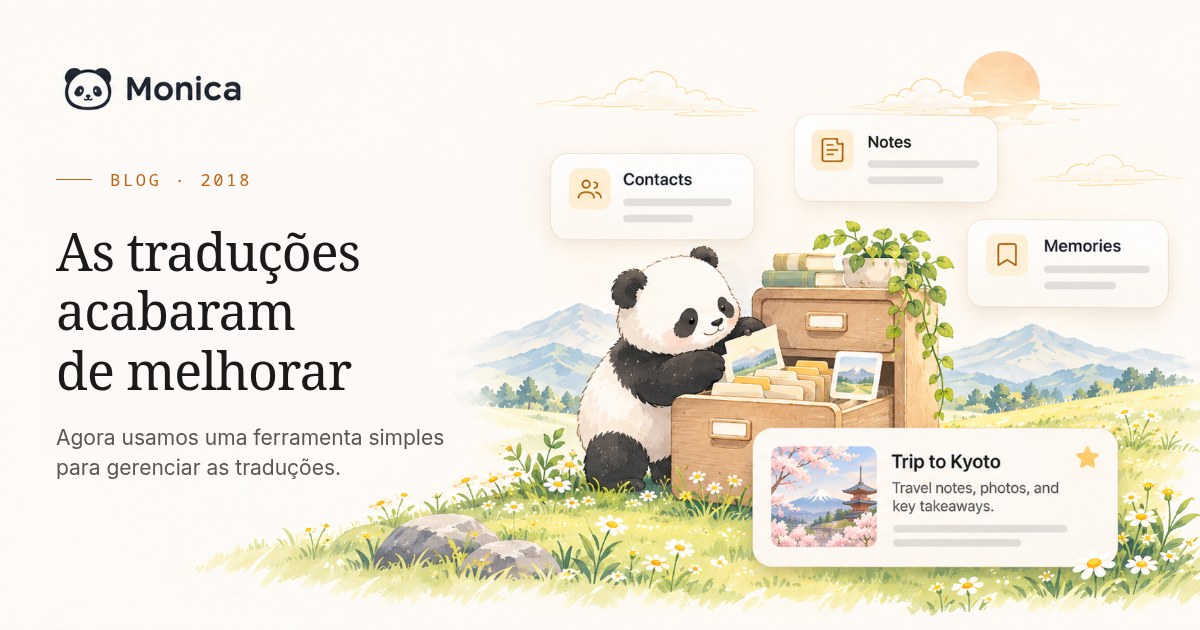 Monica
BLOG · 2018
As traduções
acabaram
de melhorar
Agora usamos uma ferramenta simples
para gerenciar as traduções.
Contacts
Notes
Memories
Trip to Kyoto
Travel notes, photos, and
key takeaways.